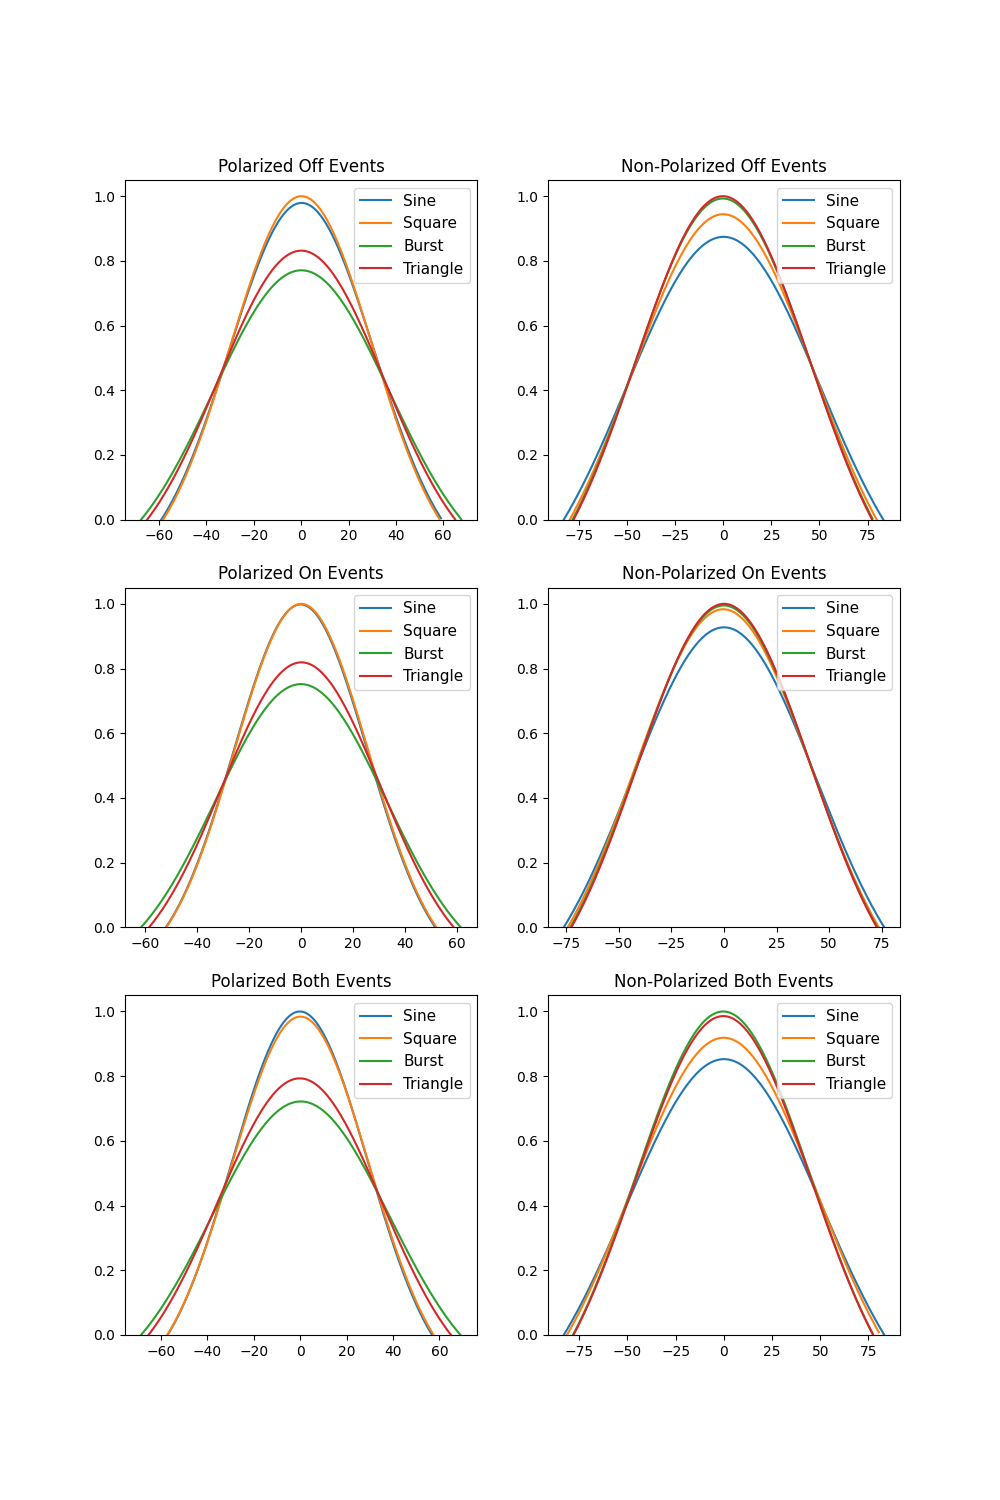 Polarized Off Events
1.0
0.8
0.6
0.4
0.2
0.0
−60 −40 −20 0 20 40 60
Sine
Square
Burst
Triangle
Non-Polarized Off Events
1.0
0.8
0.6
0.4
0.2
0.0
−75 −50 −25 0 25 50 75
Sine
Square
Burst
Triangle
Polarized On Events
1.0
0.8
0.6
0.4
0.2
0.0
−60 −40 −20 0 20 40 60
Sine
Square
Burst
Triangle
Non-Polarized On Events
1.0
0.8
0.6
0.4
0.2
0.0
−75 −50 −25 0 25 50 75
Sine
Square
Burst
Triangle
Polarized Both Events
1.0
0.8
0.6
0.4
0.2
0.0
−60 −40 −20 0 20 40 60
Sine
Square
Burst
Triangle
Non-Polarized Both Events
1.0
0.8
0.6
0.4
0.2
0.0
−75 −50 −25 0 25 50 75
Sine
Square
Burst
Triangle